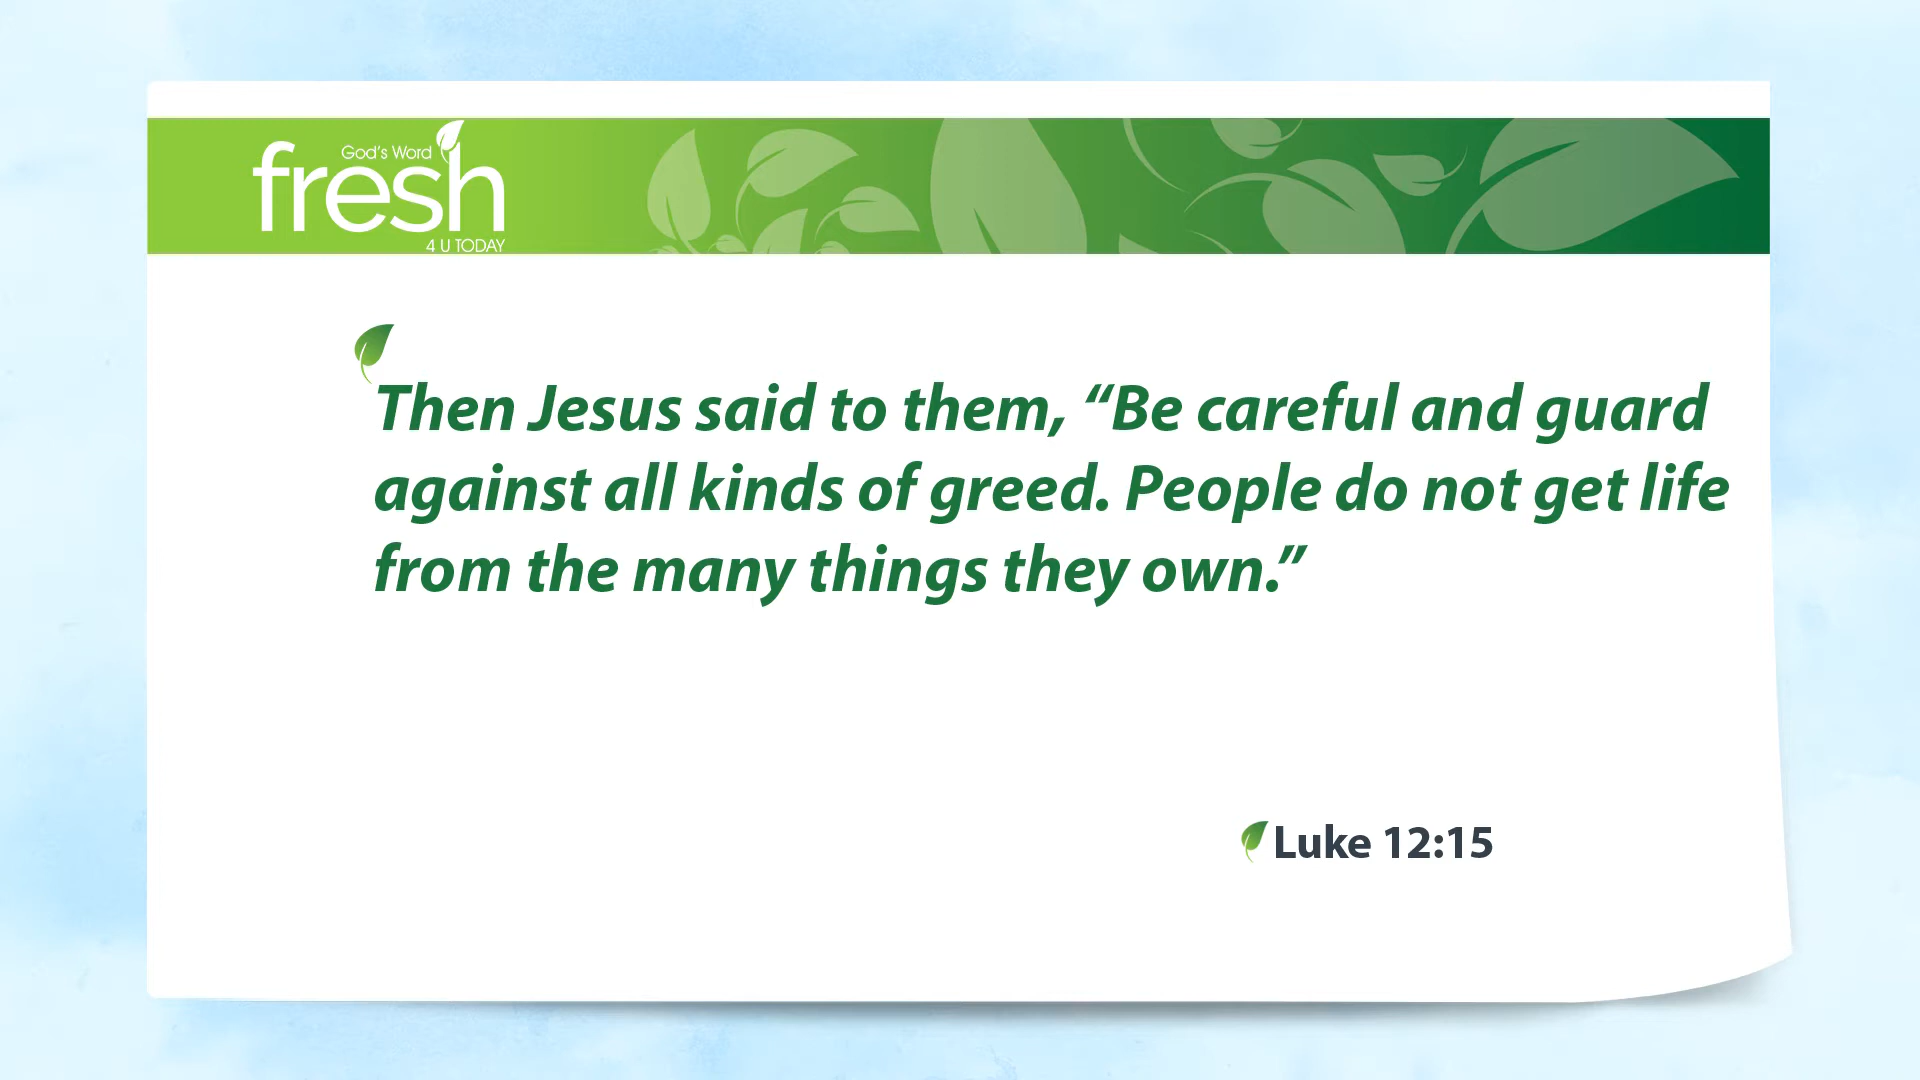 God's Word
fresh
4 U TODAY
Then Jesus said to them, “Be careful and guard
against all kinds of greed. People do not get life
from the many things they own.”
Luke 12:15